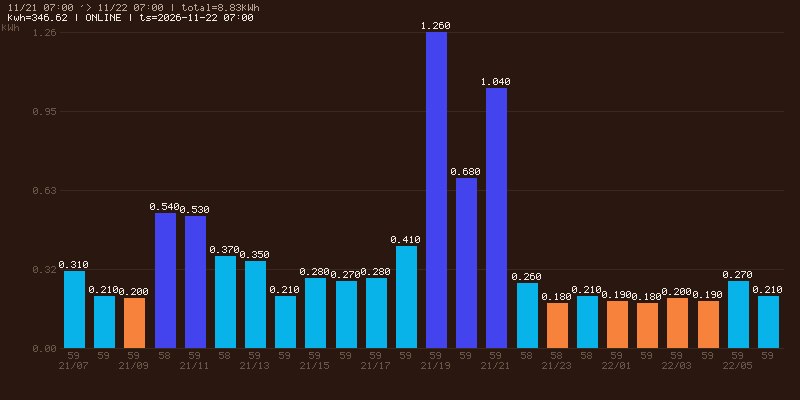 11/21 07:00 -> 11/22 07:00 | total=8.83KWh
Kwh=346.62 | ONLINE | ts=2026-11-22 07:00
KWh
1.26
0.95
0.63
0.32
0.00
0.310 0.210 0.200 0.540 0.530 0.370 0.350 0.210 0.280 0.270 0.280 0.410 1.260 0.680 1.040 0.260 0.180 0.210 0.190 0.180 0.200 0.190 0.270 0.210
59 59 59 58 59 58 59 59 59 59 59 59 59 59 59 58 58 58 59 59 59 59 59 59
21/07 21/09 21/11 21/13 21/15 21/17 21/19 21/21 21/23 22/01 22/03 22/05